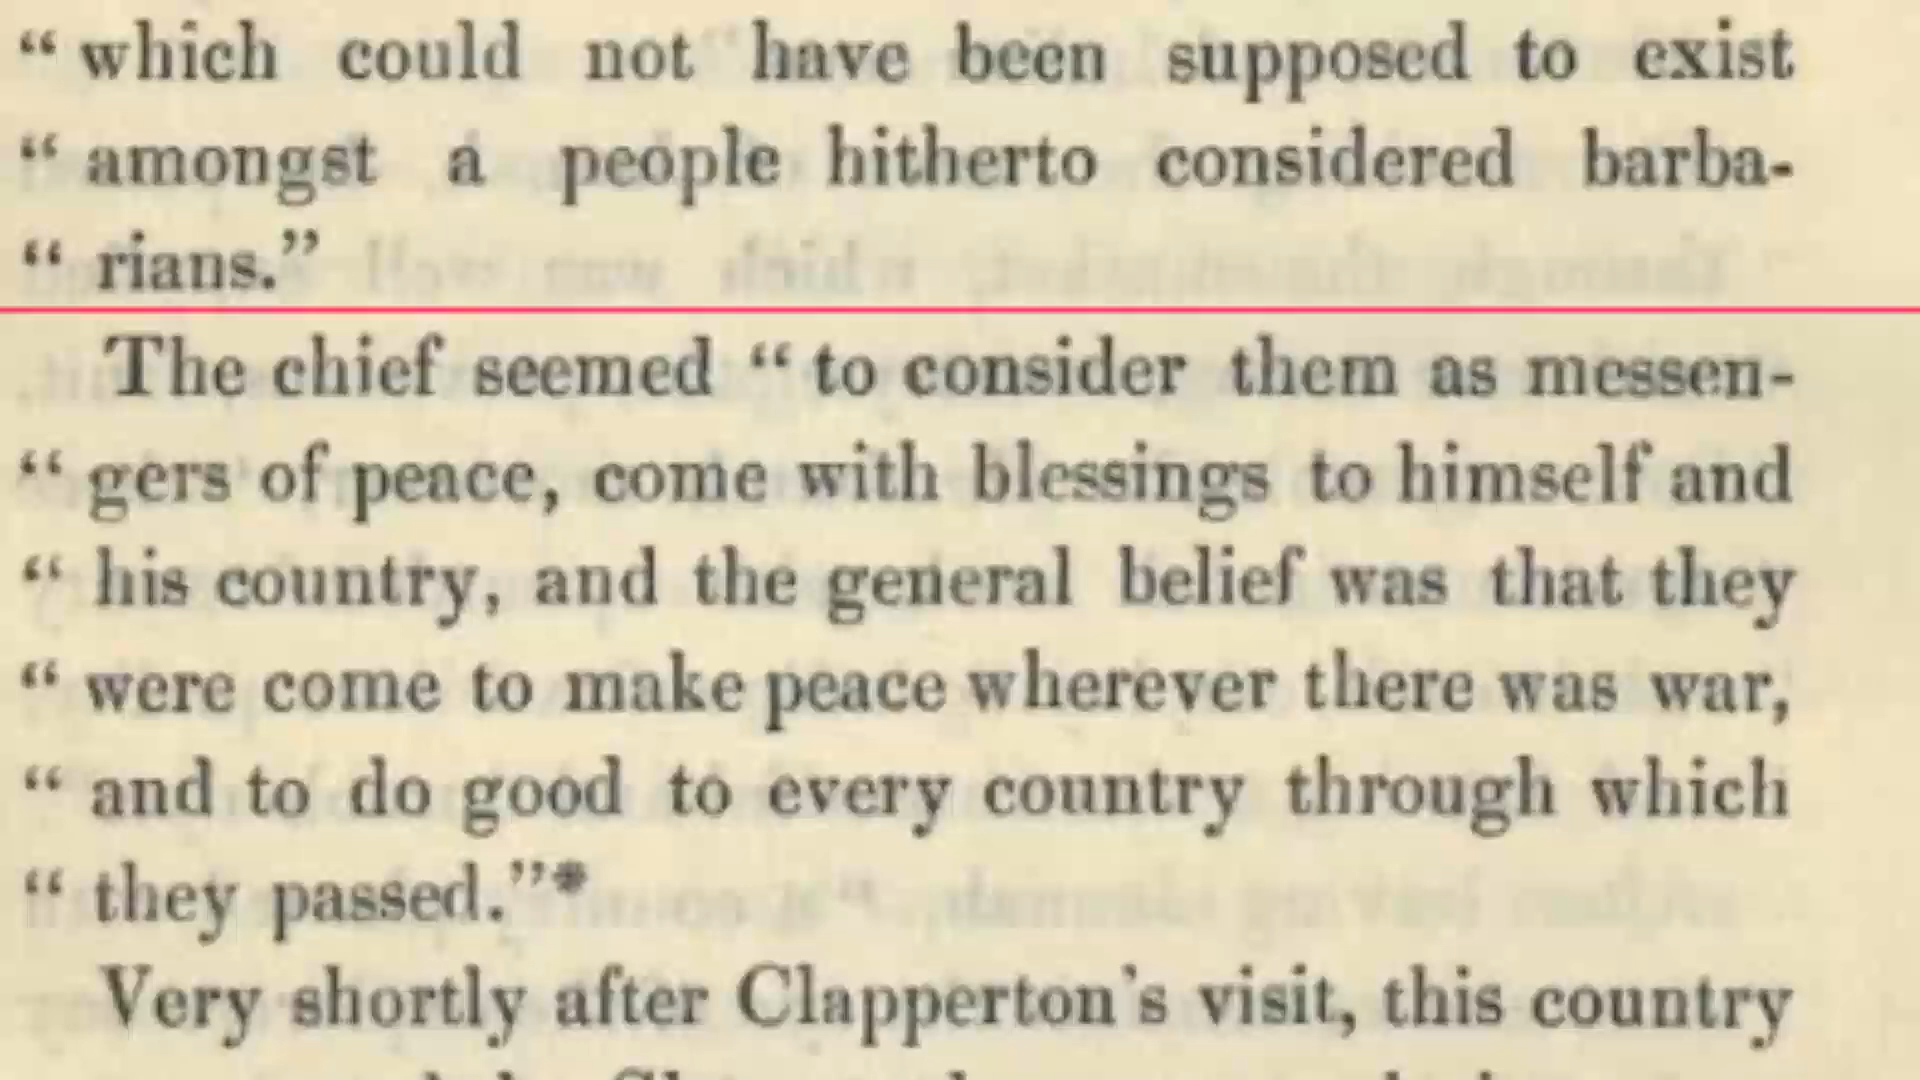 “ which could not have been supposed to exist
“ amongst a people hitherto considered barba-
“ rians.”
The chief seemed “ to consider them as messen-
“ gers of peace, come with blessings to himself and
“ his country, and the general belief was that they
“ were come to make peace wherever there was war,
“ and to do good to every country through which
“ they passed.”*
Very shortly after Clapperton's visit, this country